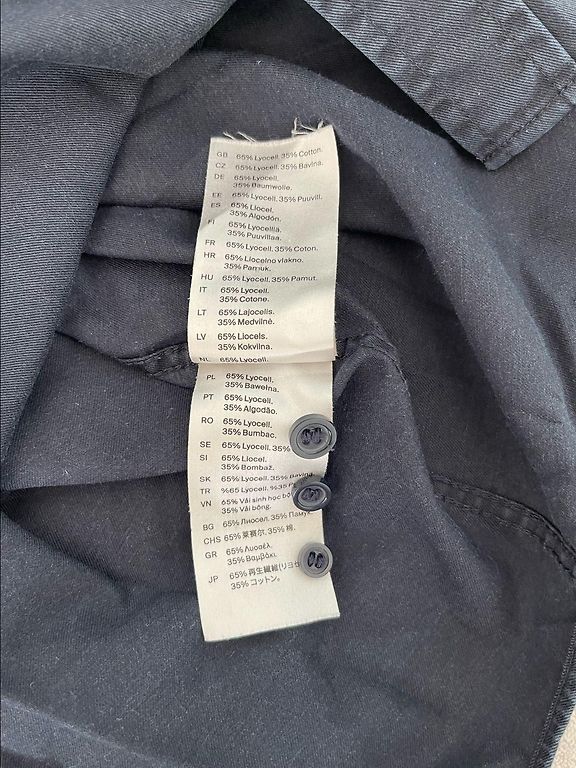 GB 65% Lyocell. 35% Cotton.
CZ 65% Lyocell. 35% Bavlna.
DE 65% Lyocell.
35% Baumwolle.
EE 65% Lyocell. 35% Puuvill.
ES 65% Liocel.
35% Algodón.
FI 65% Lyocellia.
35% Puuvillaa.
FR 65% Lyocell. 35% Coton.
HR 65% Liocelno vlakno.
35% Pamuk.
HU 65% Lyocell. 35% Pamut.
IT 65% Lyocell.
35% Cotone.
LT 65% Lajocelis.
35% Medvilnė.
LV 65% Liocels.
35% Kokvilna.
NL 65% Lyocell.
PL 65% Lyocell.
35% Bawełna.
PT 65% Lyocell.
35% Algodão.
RO 65% Lyocell.
35% Bumbac.
SE 65% Lyocell. 35%
SI 65% Liocel.
35% Bombaž.
SK 65% Lyocell. 35% Bavlna.
TR %65 Lyocell. %35
VN 65% Vải sinh học
35% Vải bông.
BG 65% Лиосел. 35% Памук.
CHS 65% 莱赛尔. 35% 棉.
GR 65% Λυοσέλ.
35% Βαμβάκι.
JP 65% 再生繊維(リヨセ
35% コットン。